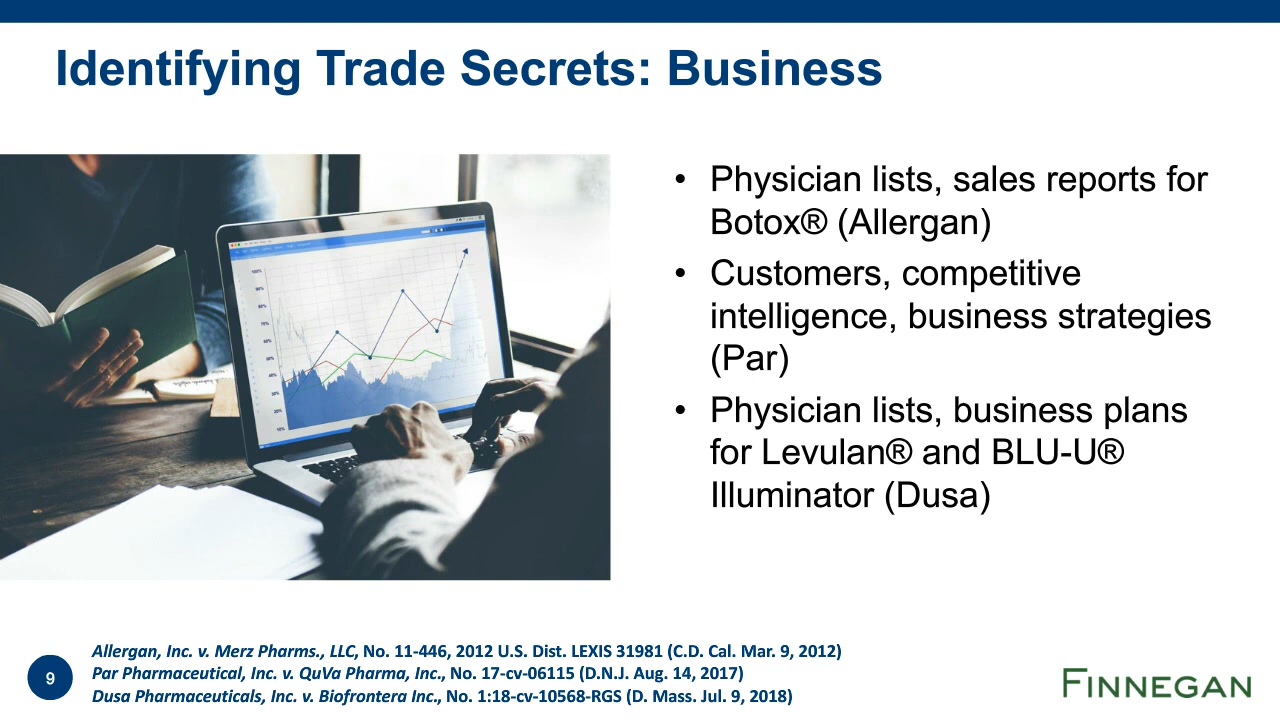 Identifying Trade Secrets: Business
• Physician lists, sales reports for
Botox® (Allergan)
• Customers, competitive
intelligence, business strategies
(Par)
• Physician lists, business plans
for Levulan® and BLU-U®
Illuminator (Dusa)
Allergan, Inc. v. Merz Pharms., LLC, No. 11-446, 2012 U.S. Dist. LEXIS 31981 (C.D. Cal. Mar. 9, 2012)
Par Pharmaceutical, Inc. v. QuVa Pharma, Inc., No. 17-cv-06115 (D.N.J. Aug. 14, 2017)
Dusa Pharmaceuticals, Inc. v. Biofrontera Inc., No. 1:18-cv-10568-RGS (D. Mass. Jul. 9, 2018)
9
FINNEGAN